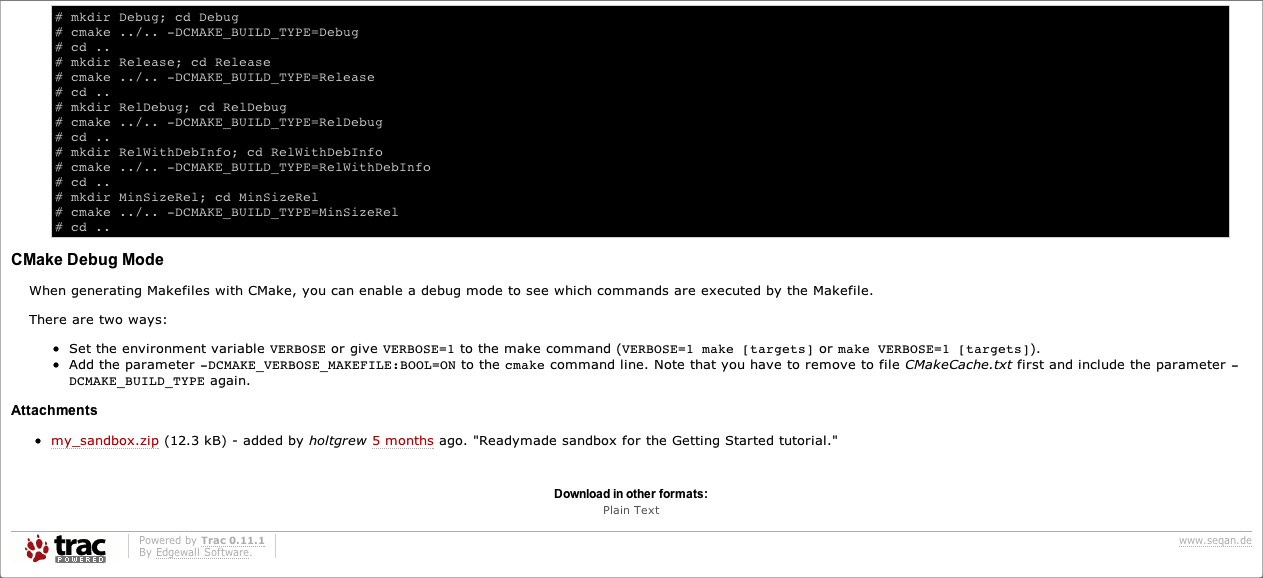 # mkdir Debug; cd Debug
# cmake ../.. -DCMAKE_BUILD_TYPE=Debug
# cd ..
# mkdir Release; cd Release
# cmake ../.. -DCMAKE_BUILD_TYPE=Release
# cd ..
# mkdir RelDebug; cd RelDebug
# cmake ../.. -DCMAKE_BUILD_TYPE=RelDebug
# cd ..
# mkdir RelWithDebInfo; cd RelWithDebInfo
# cmake ../.. -DCMAKE_BUILD_TYPE=RelWithDebInfo
# cd ..
# mkdir MinSizeRel; cd MinSizeRel
# cmake ../.. -DCMAKE_BUILD_TYPE=MinSizeRel
# cd ..
CMake Debug Mode
When generating Makefiles with CMake, you can enable a debug mode to see which commands are executed by the Makefile.
There are two ways:
• Set the environment variable VERBOSE or give VERBOSE=1 to the make command (VERBOSE=1 make [targets] or make VERBOSE=1 [targets]).
• Add the parameter -DCMAKE_VERBOSE_MAKEFILE:BOOL=ON to the cmake command line. Note that you have to remove to file CMakeCache.txt first and include the parameter -
DCMAKE_BUILD_TYPE again.
Attachments
• my_sandbox.zip (12.3 kB) - added by holtgrew 5 months ago. "Readymade sandbox for the Getting Started tutorial."
Download in other formats:
Plain Text
trac
POWERED
Powered by Trac 0.11.1
By Edgewall Software.
www.seqan.de